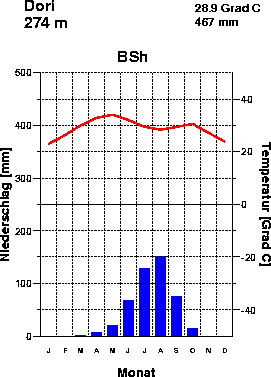 Dori
274 m
28.9 Grad C
467 mm
BSh
Niederschlag [mm]
500
400
300
200
100
0
40
20
0
-20
-40
Temperatur [Grad C]
J F M A M J J A S O N D
Monat